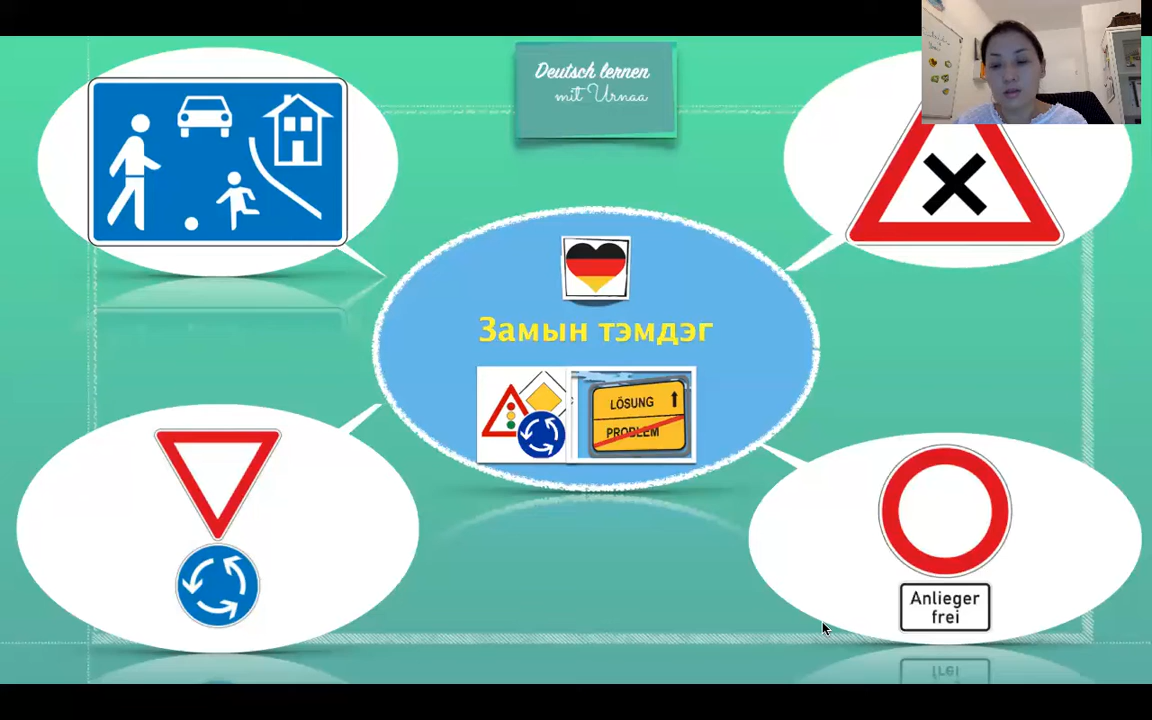 Deutsch lernen
mit Urnaa
Замын тэмдэг
LÖSUNG
PROBLEM
Anlieger
frei